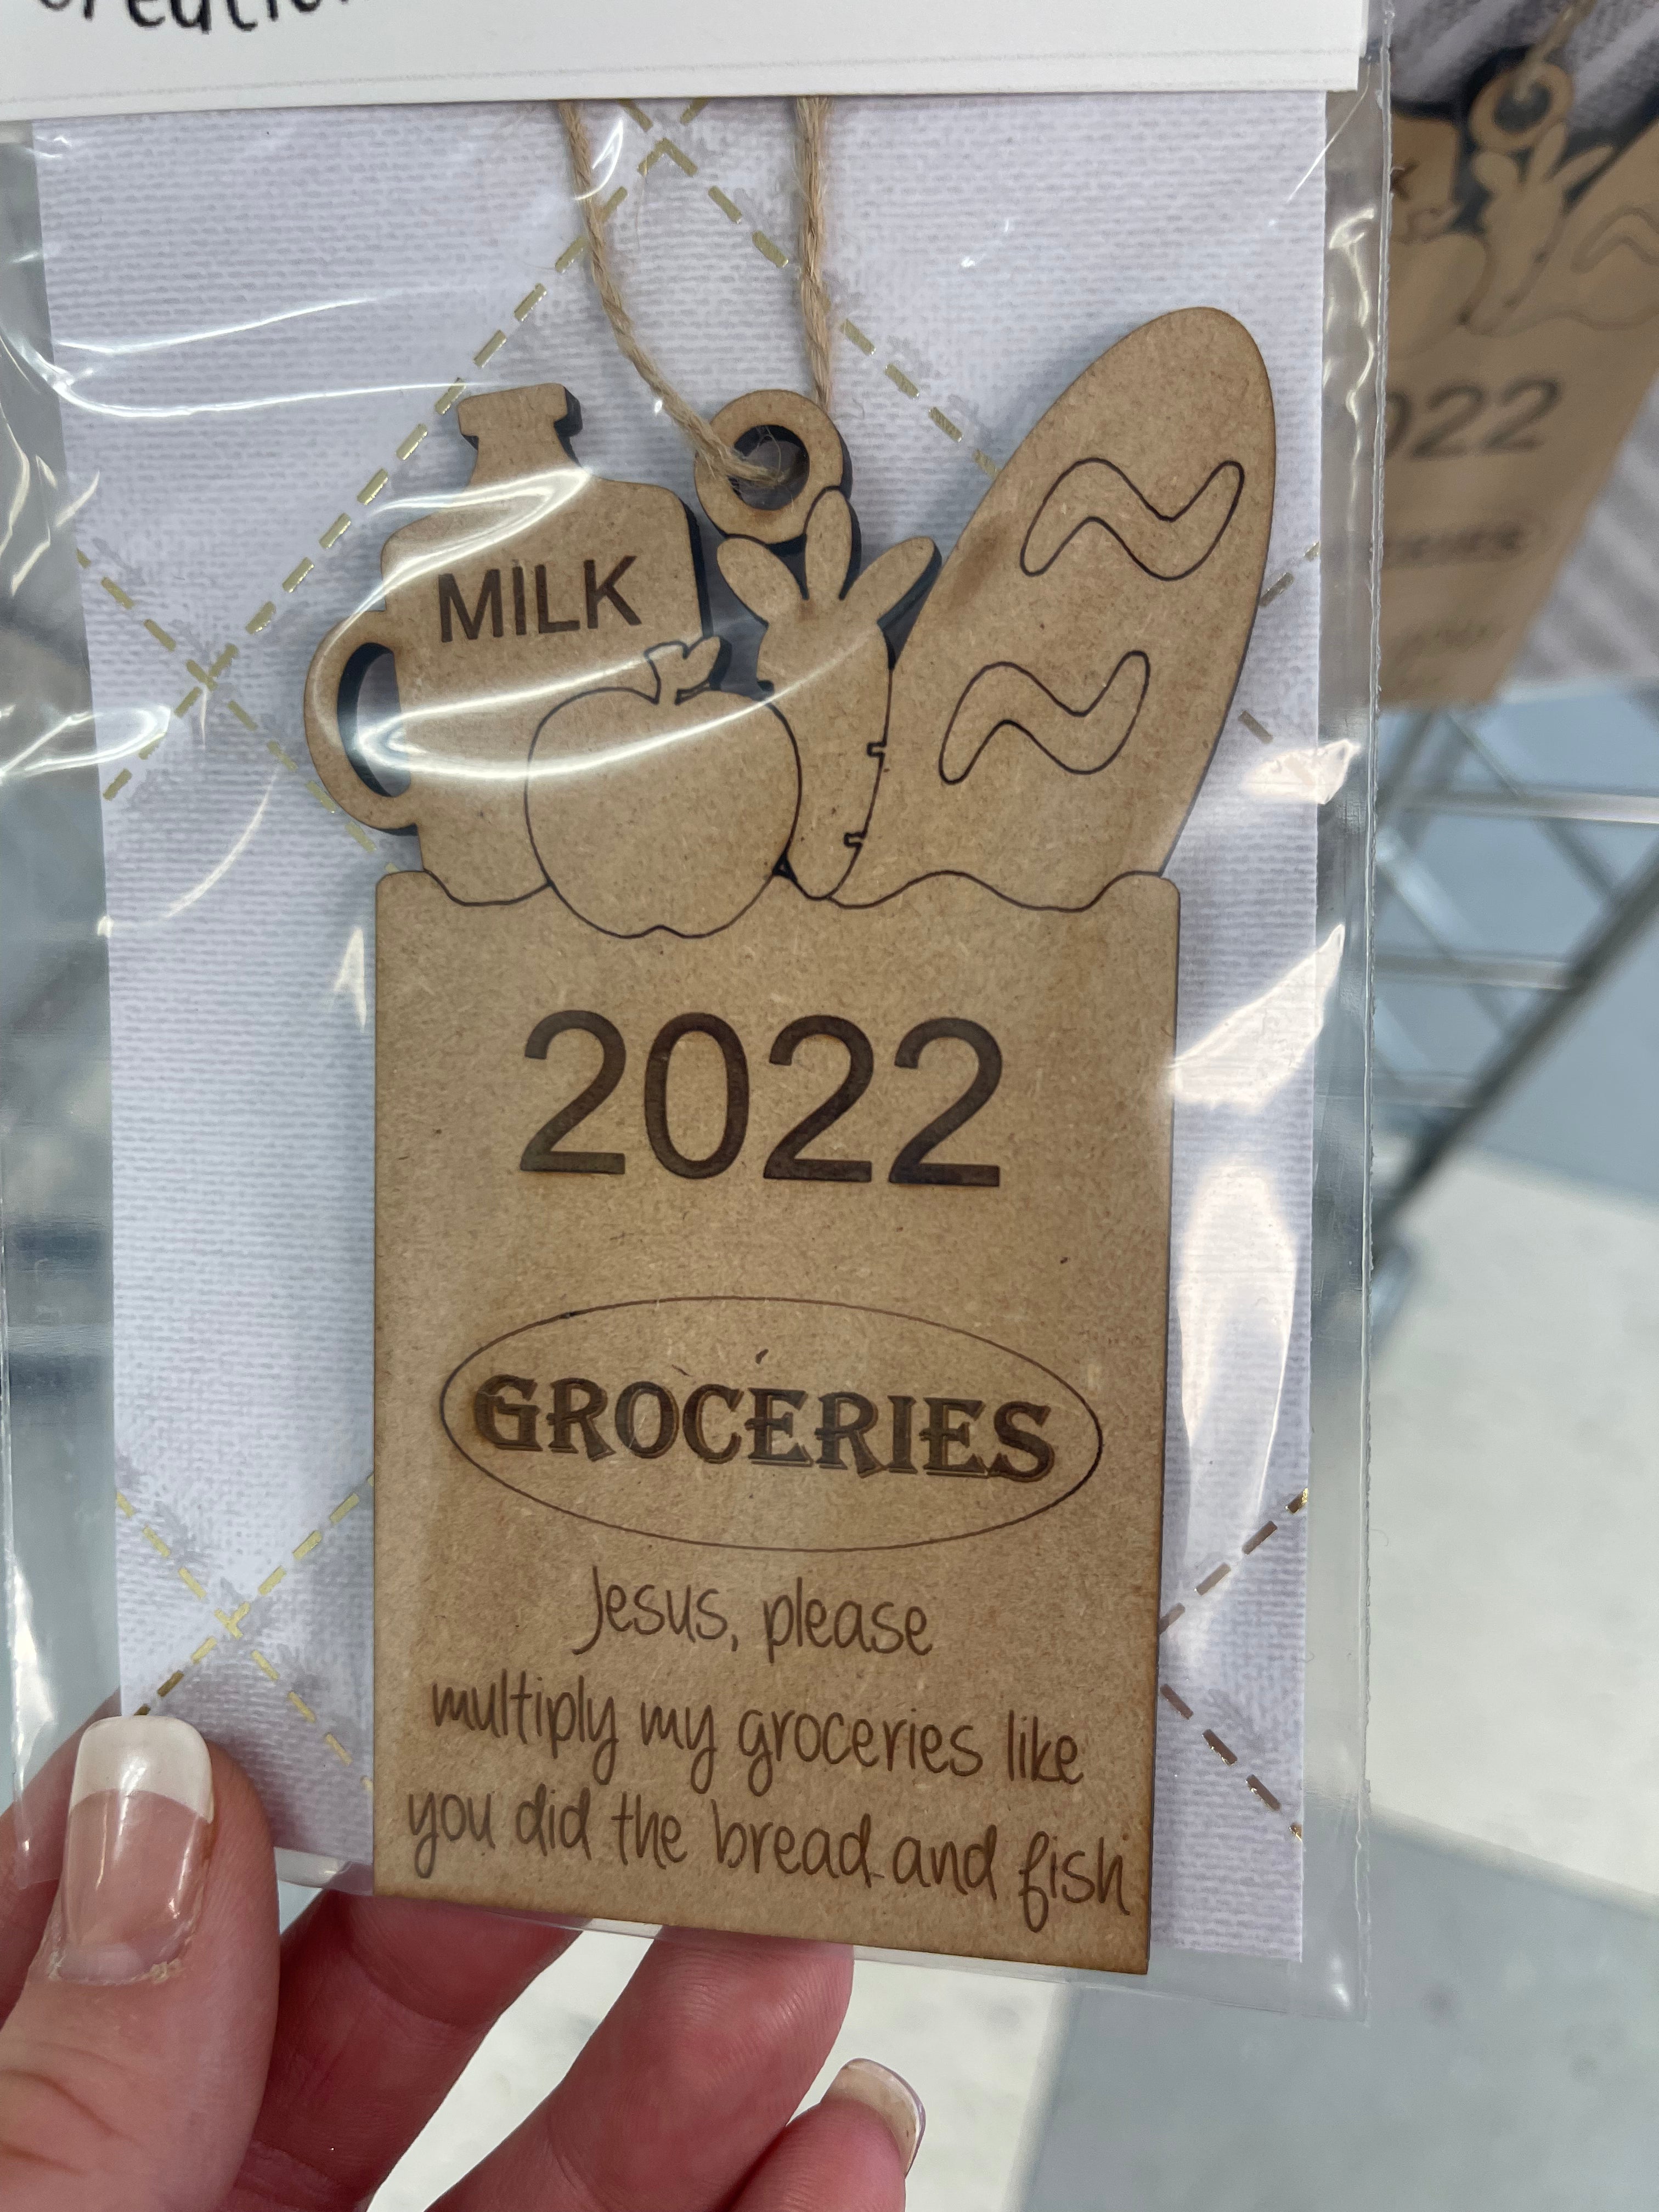 MILK
2022
GROCERIES
Jesus, please
multiply my groceries like
you did the bread and fish